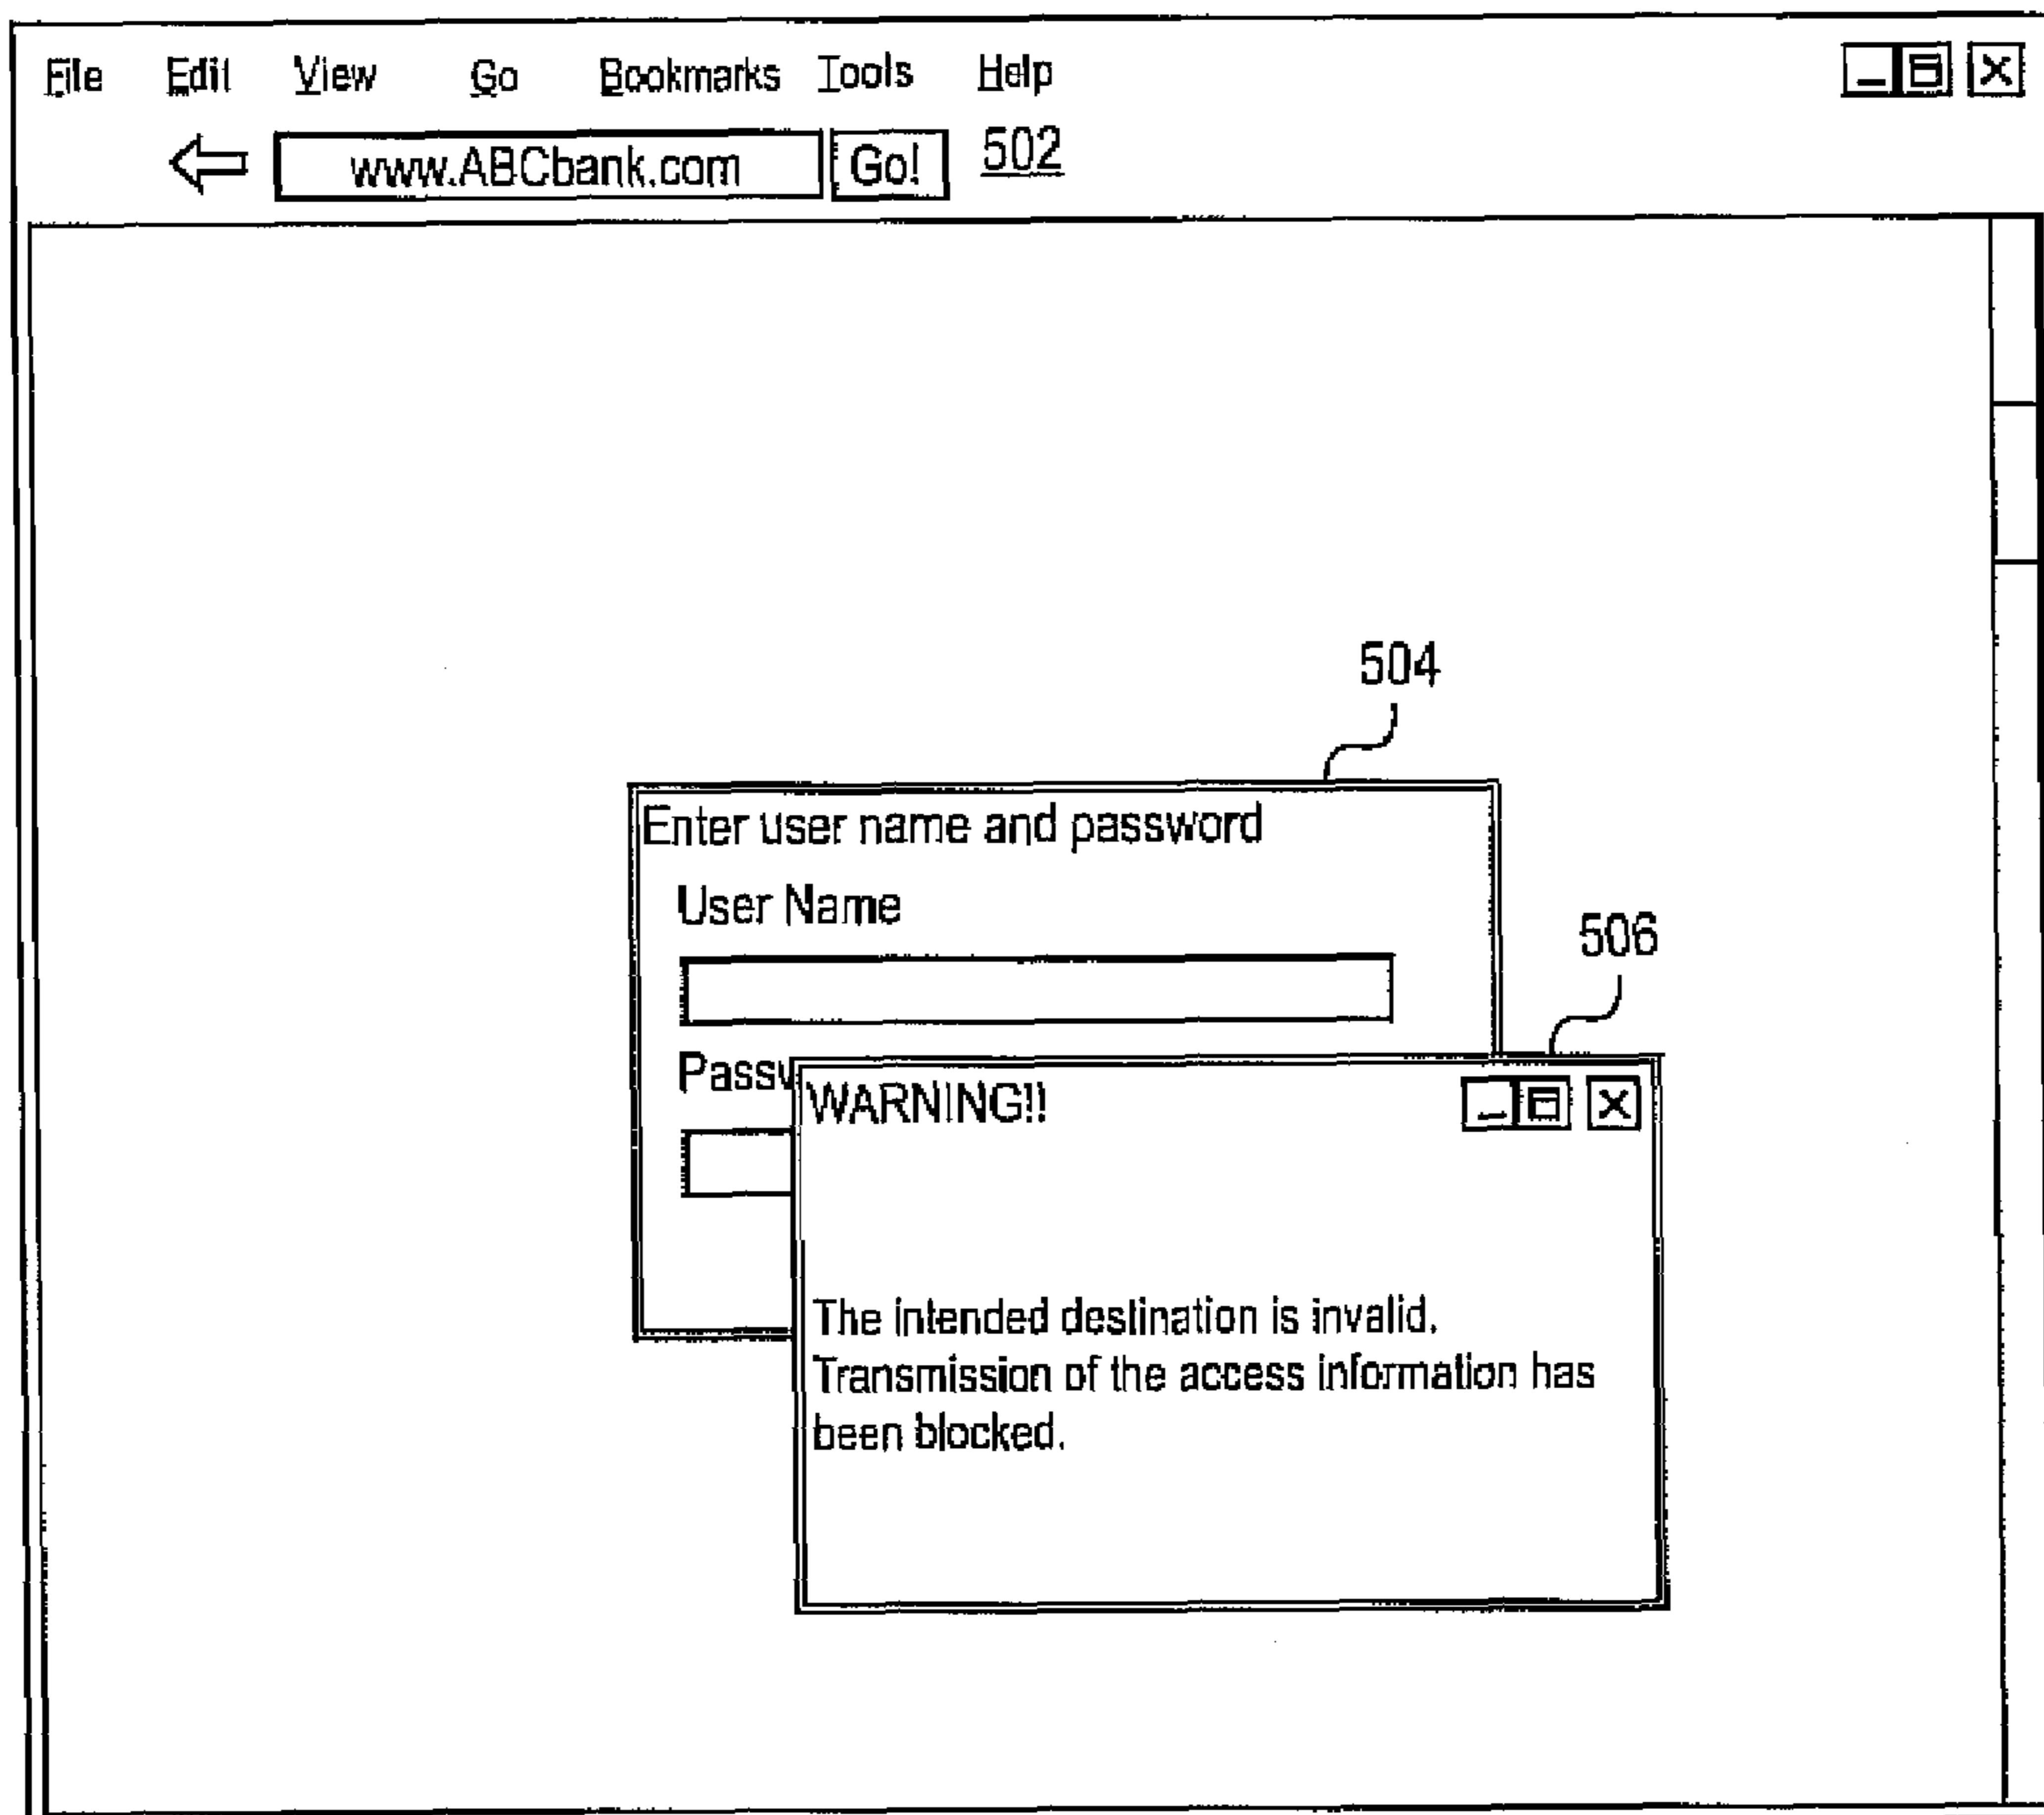 File Edit View Go Bookmarks Tools Help
www.ABCbank.com Go! 502
504
Enter user name and password
User Name
506
Passw
WARNING!!
The intended destination is invalid.
Transmission of the access information has
been blocked.